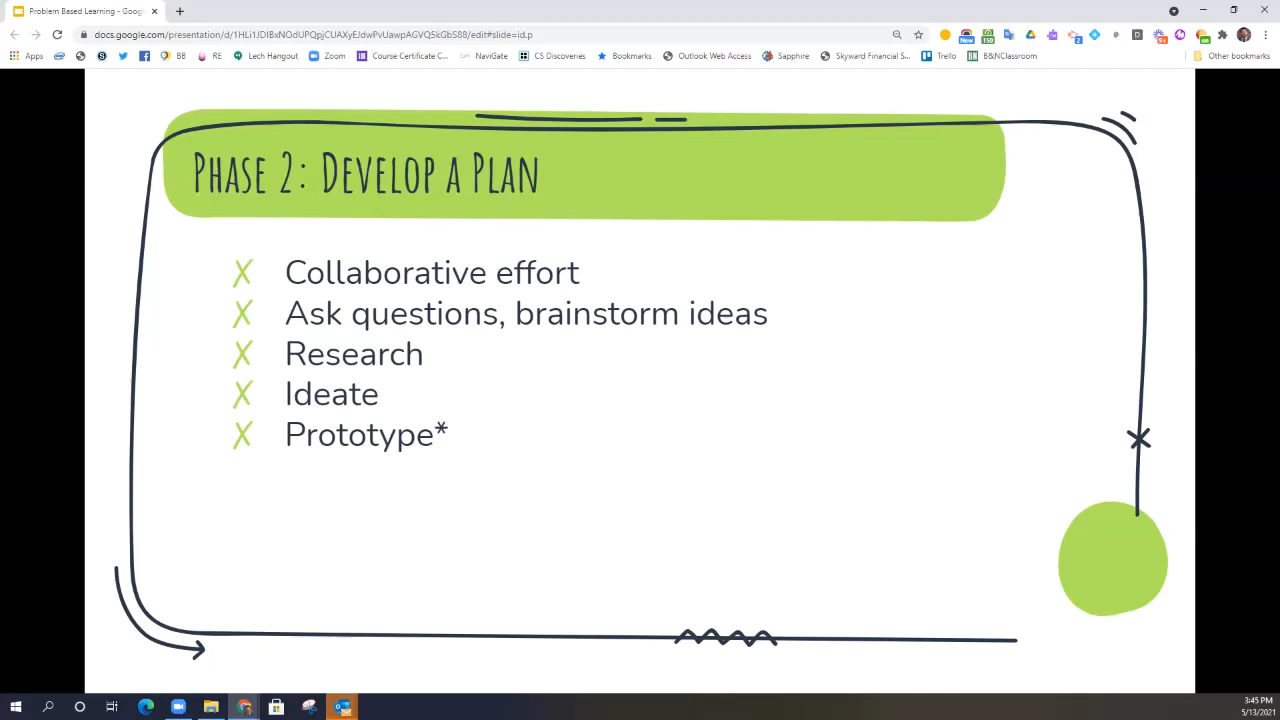 Problem Based Learning - Googl
docs.google.com/presentation/d/1HLi1JDIBxNOdUPQpjCUAXyEJdwPvUawpAGVQ5kGbS88/edit#slide=id.p
Apps BB RE Lech Hangout Zoom Course Certificate C... NaviGate CS Discoveries Bookmarks Outlook Web Access Sapphire Skyward Financial S... Trello B&NClassroom Other bookmarks
Phase 2: Develop a Plan
Collaborative effort
Ask questions, brainstorm ideas
Research
Ideate
Prototype*
3:45 PM
5/13/2021